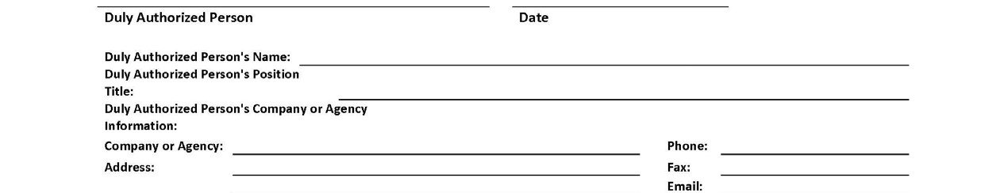 Duly Authorized Person Date
Duly Authorized Person's Name:
Duly Authorized Person's Position
Title:
Duly Authorized Person's Company or Agency
Information:
Company or Agency: Phone:
Address: Fax:
Email: